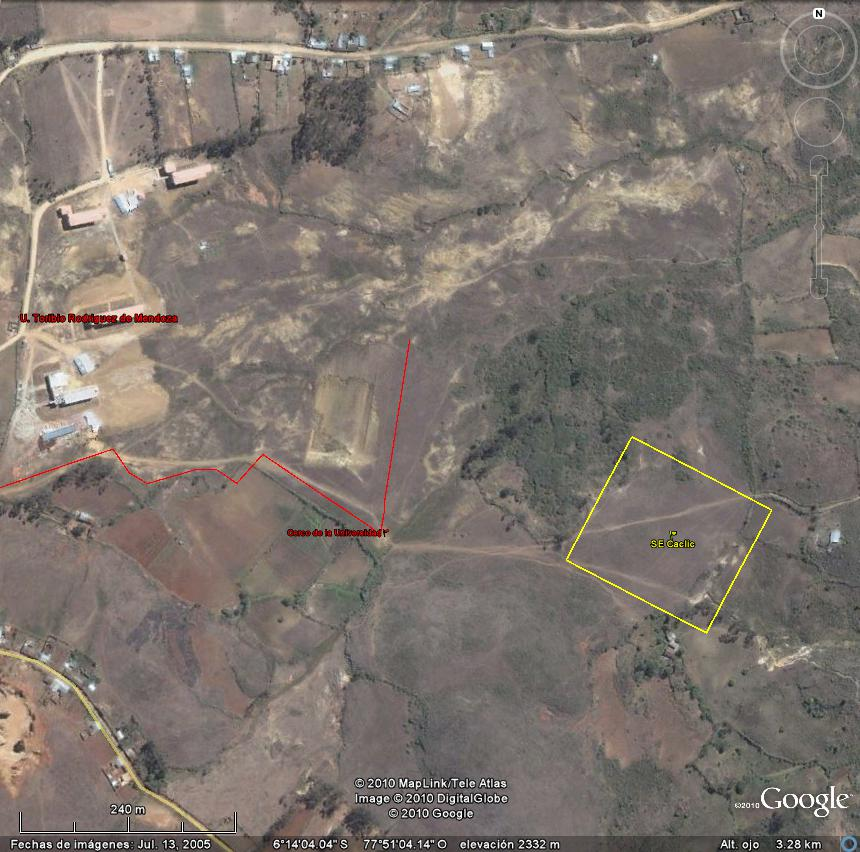 N
U. Toribio Rodriguez de Mendoza
Cerco de la Universidad
SE Caclic
© 2010 MapLink/Tele Atlas
Image © 2010 DigitalGlobe
© 2010 Google
©2010 Google
240 m
Fechas de imágenes: Jul. 13, 2005 6°14'04.04" S 77°51'04.14" O elevación 2332 m Alt. ojo 3.28 km